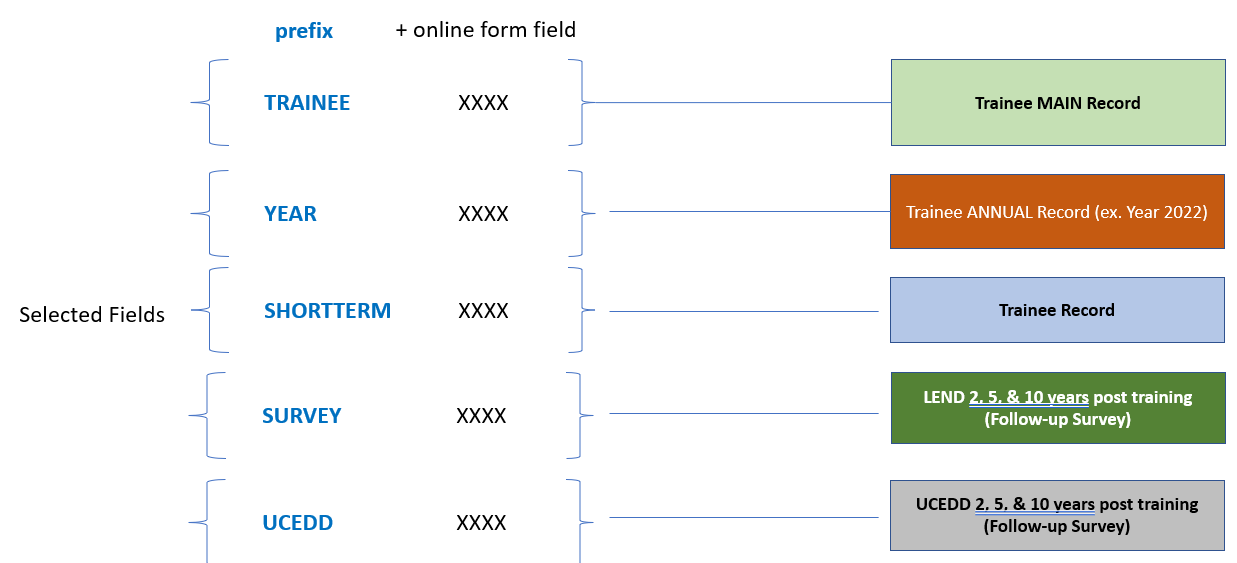 prefix + online form field
TRAINEE XXXX Trainee MAIN Record
YEAR XXXX Trainee ANNUAL Record (ex. Year 2022)
Selected Fields
SHORTTERM XXXX Trainee Record
SURVEY XXXX LEND 2, 5, & 10 years post training
(Follow-up Survey)
UCEDD XXXX UCEDD 2, 5, & 10 years post training
(Follow-up Survey)